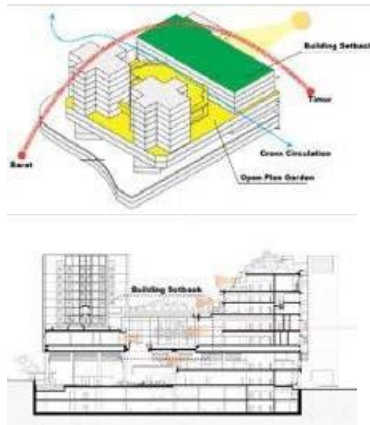 Building Setback
Timur
Barat
Cross Circulation
Open Plan Garden
Building Setback